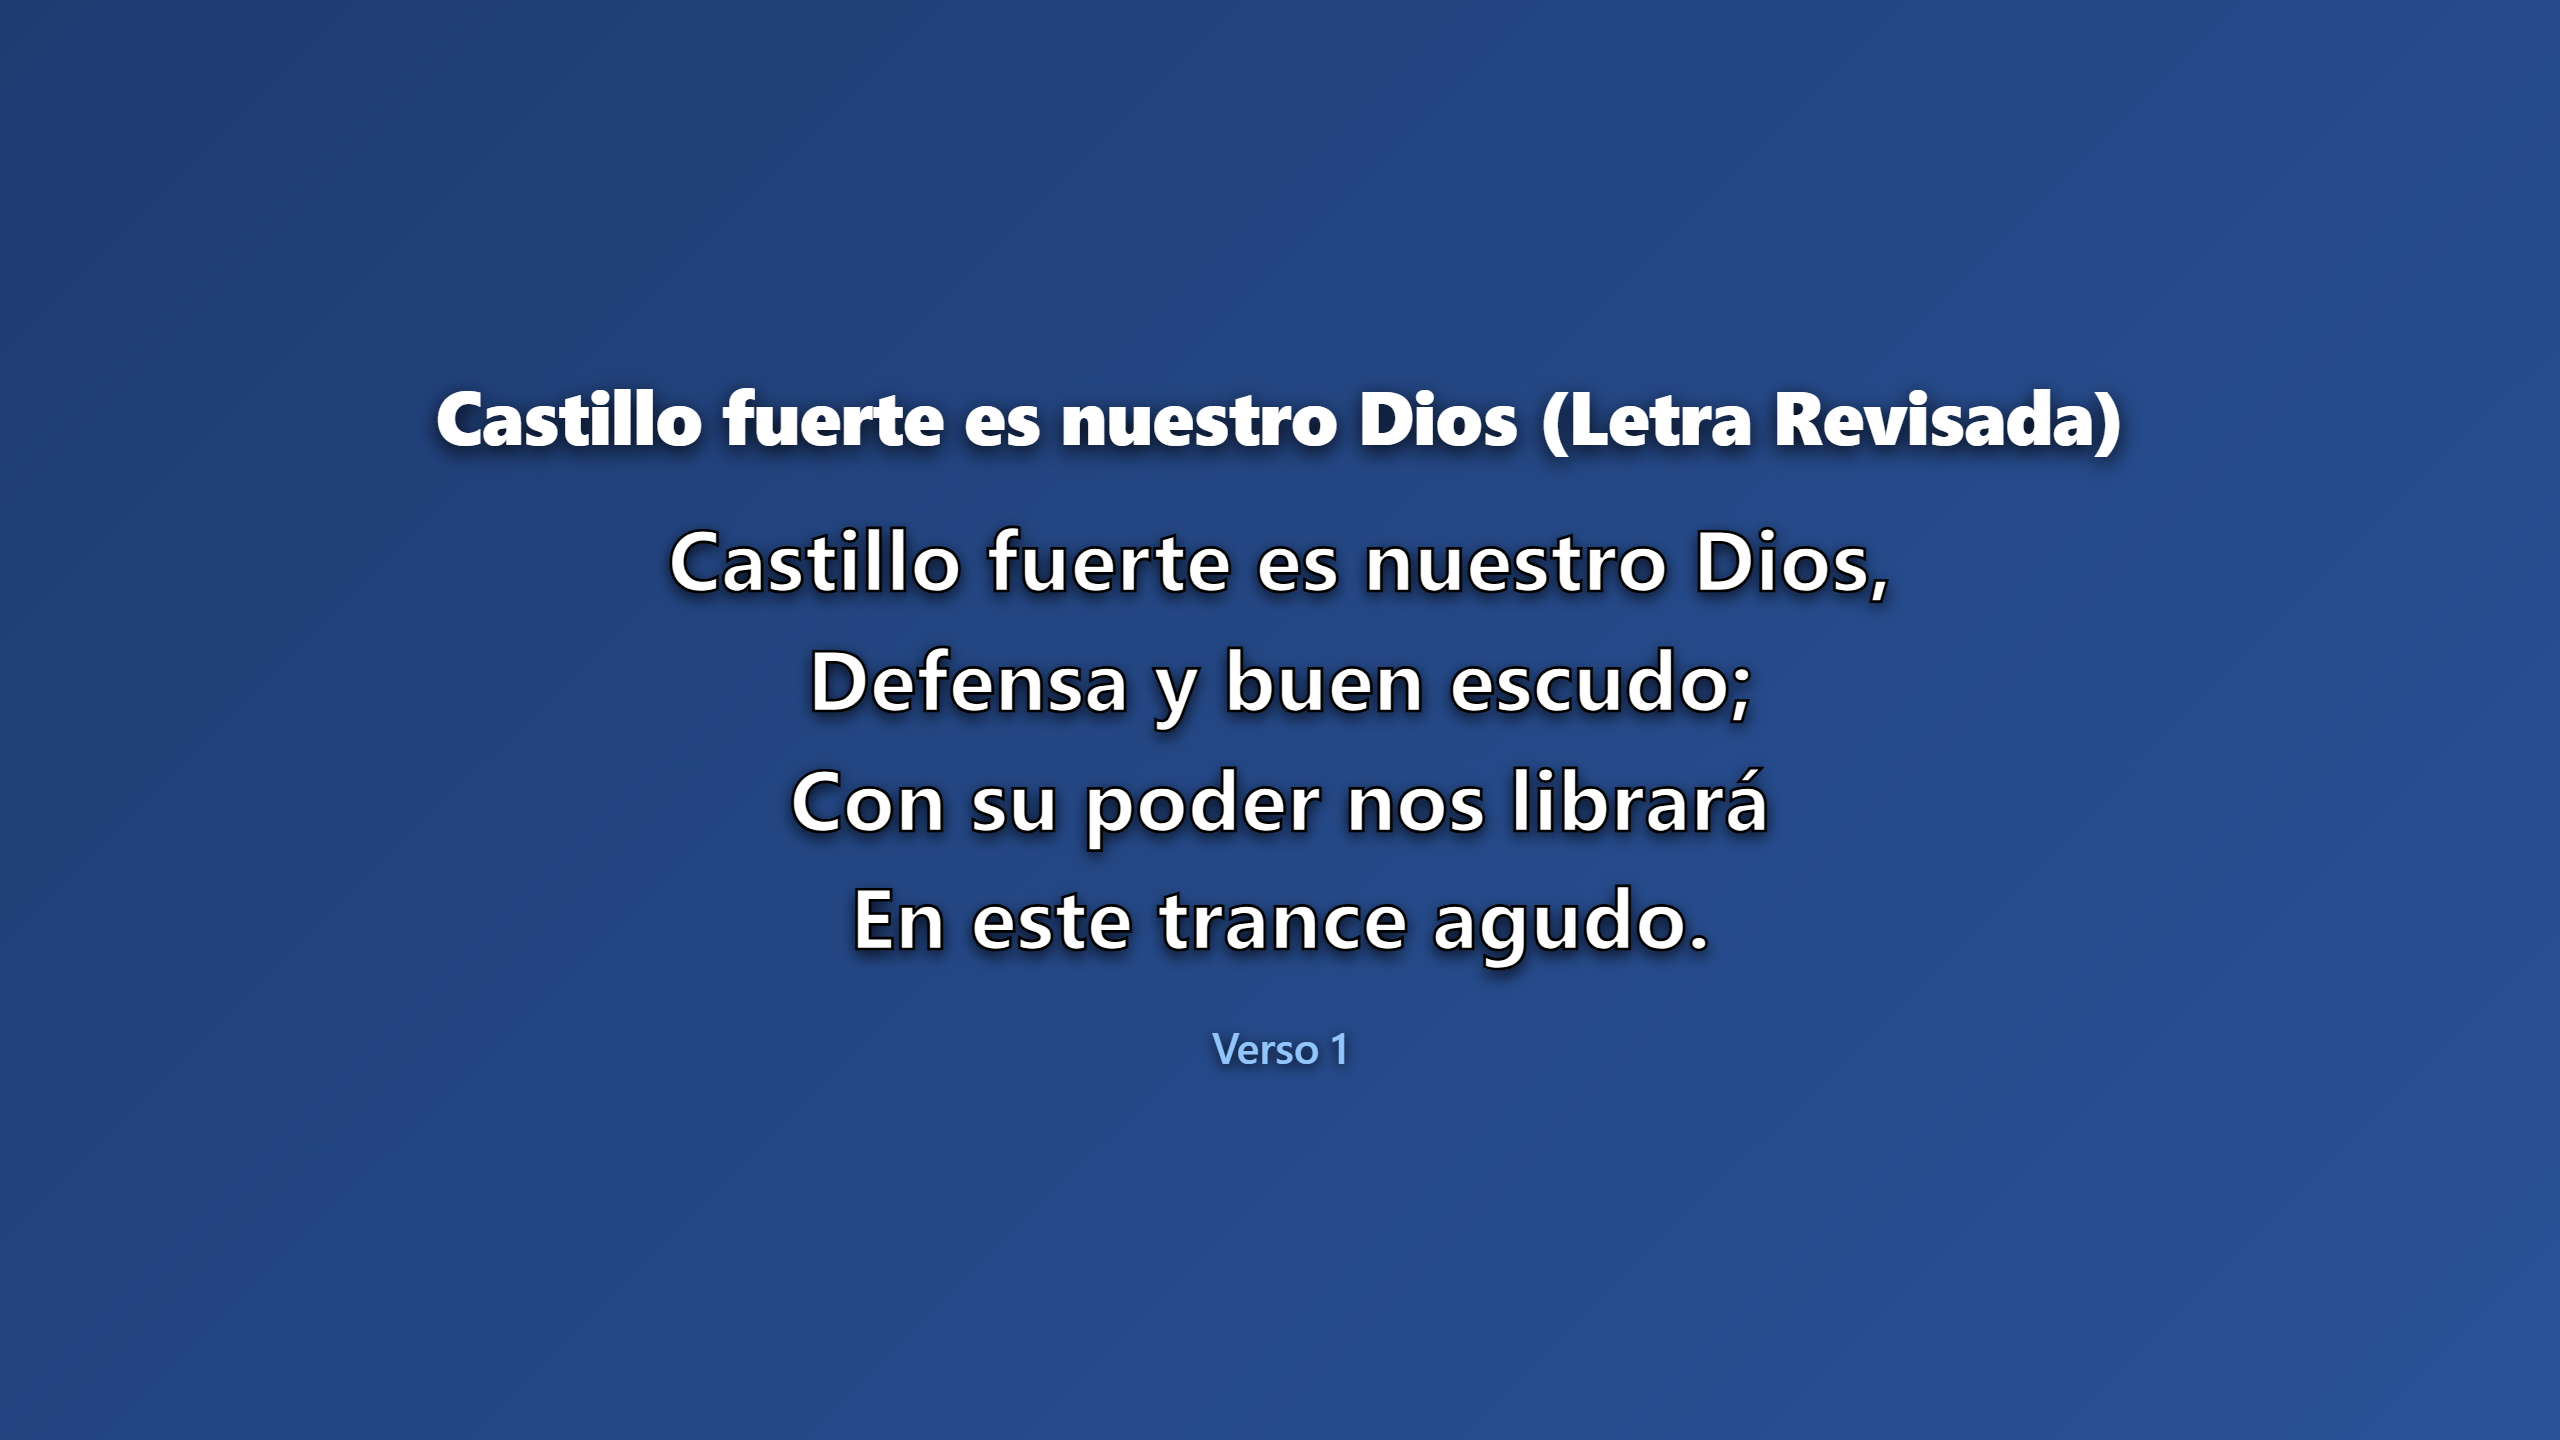 Castillo fuerte es nuestro Dios (Letra Revisada)
Castillo fuerte es nuestro Dios,
Defensa y buen escudo;
Con su poder nos librará
En este trance agudo.
Verso 1